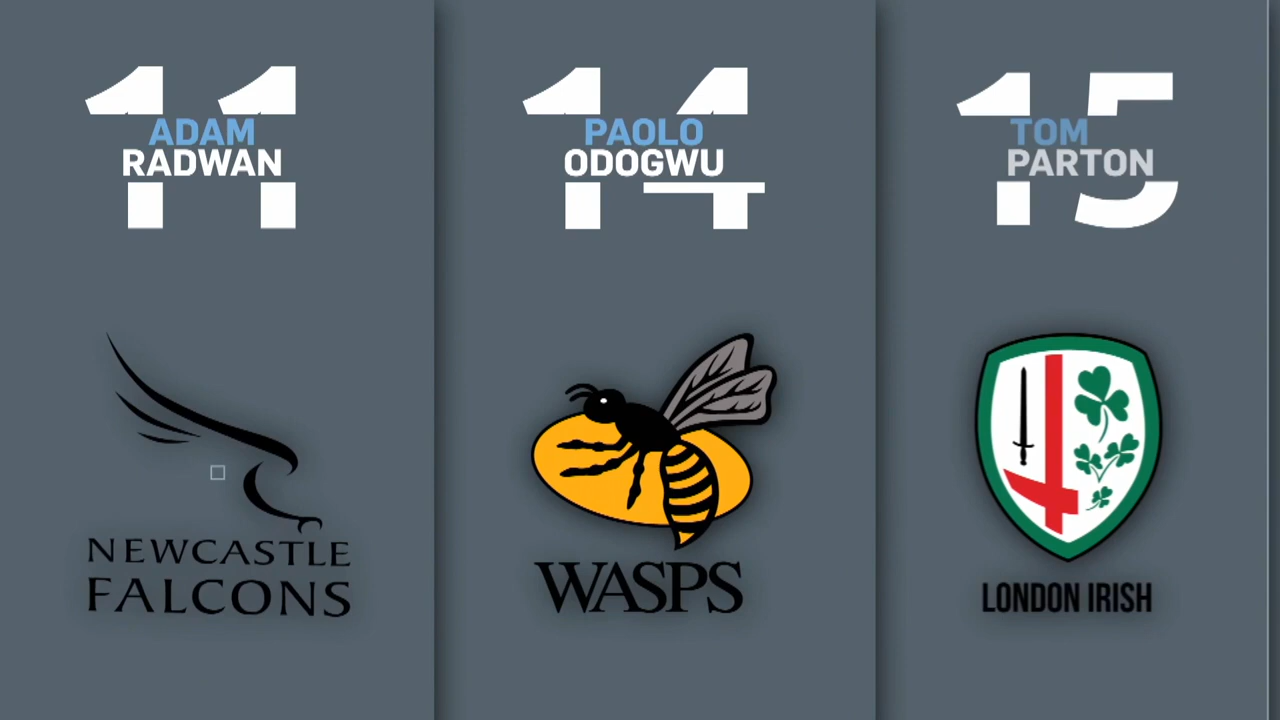 11
ADAM
RADWAN
NEWCASTLE
FALCONS
14
PAOLO
ODOGWU
WASPS
15
TOM
PARTON
LONDON IRISH